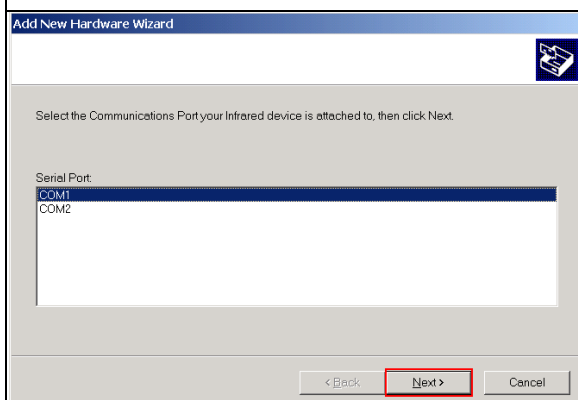 Add New Hardware Wizard
Select the Communications Port your Infrared device is attached to, then click Next.
Serial Port:
COM1
COM2
< Back
Next >
Cancel